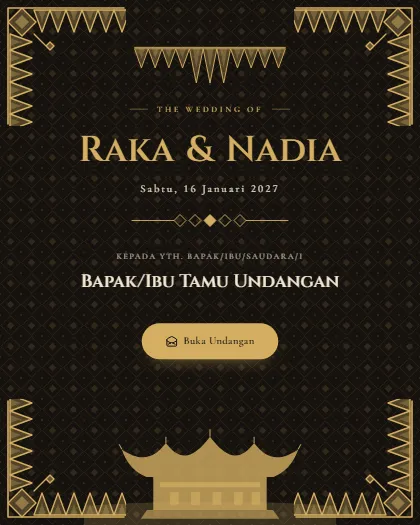 THE WEDDING OF
RAKA & NADIA
Sabtu, 16 Januari 2027
KEPADA YTH. BAPAK/IBU/SAUDARA/I
BAPAK/IBU TAMU UNDANGAN
Buka Undangan